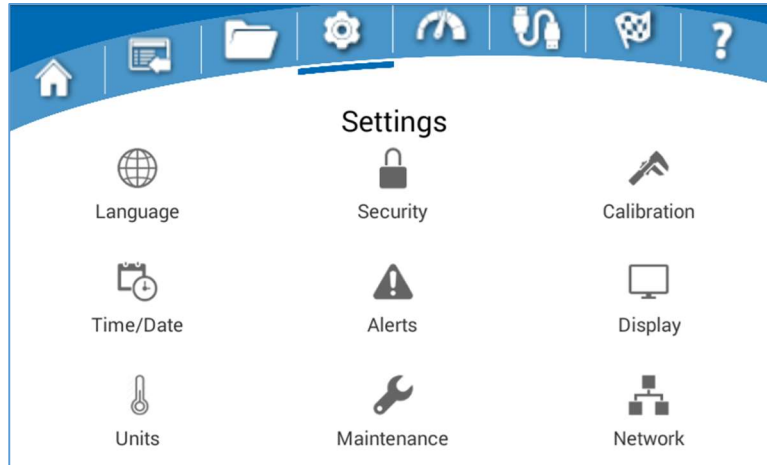 ?
Settings
Language Security Calibration
Time/Date Alerts Display
Units Maintenance Network